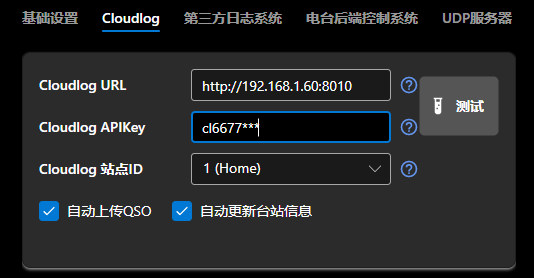 基础设置 Cloudlog 第三方日志系统 电台后端控制系统 UDP服务器
Cloudlog URL http://192.168.1.60:8010
测试
Cloudlog APIKey cl6677***
Cloudlog 站点ID 1 (Home)
自动上传QSO 自动更新台站信息